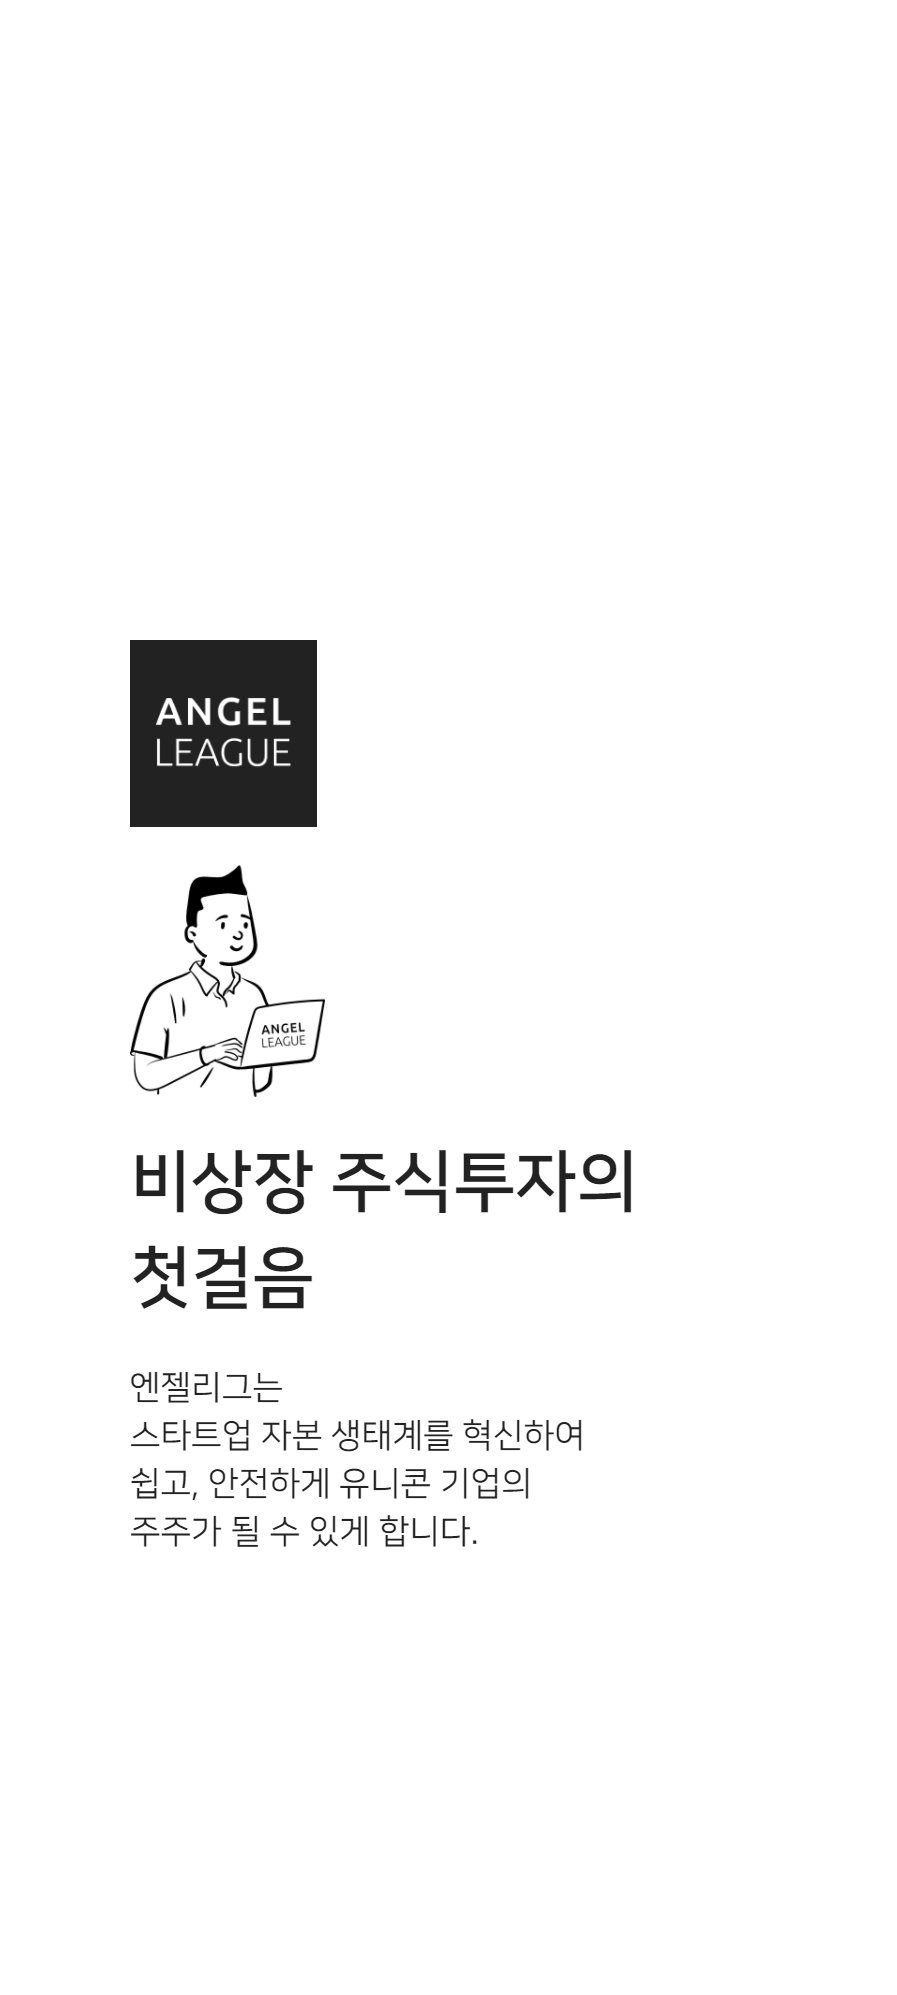 ANGEL
LEAGUE
ANGEL
LEAGUE
비상장 주식투자의
첫걸음
엔젤리그는
스타트업 자본 생태계를 혁신하여
쉽고, 안전하게 유니콘 기업의
주주가 될 수 있게 합니다.